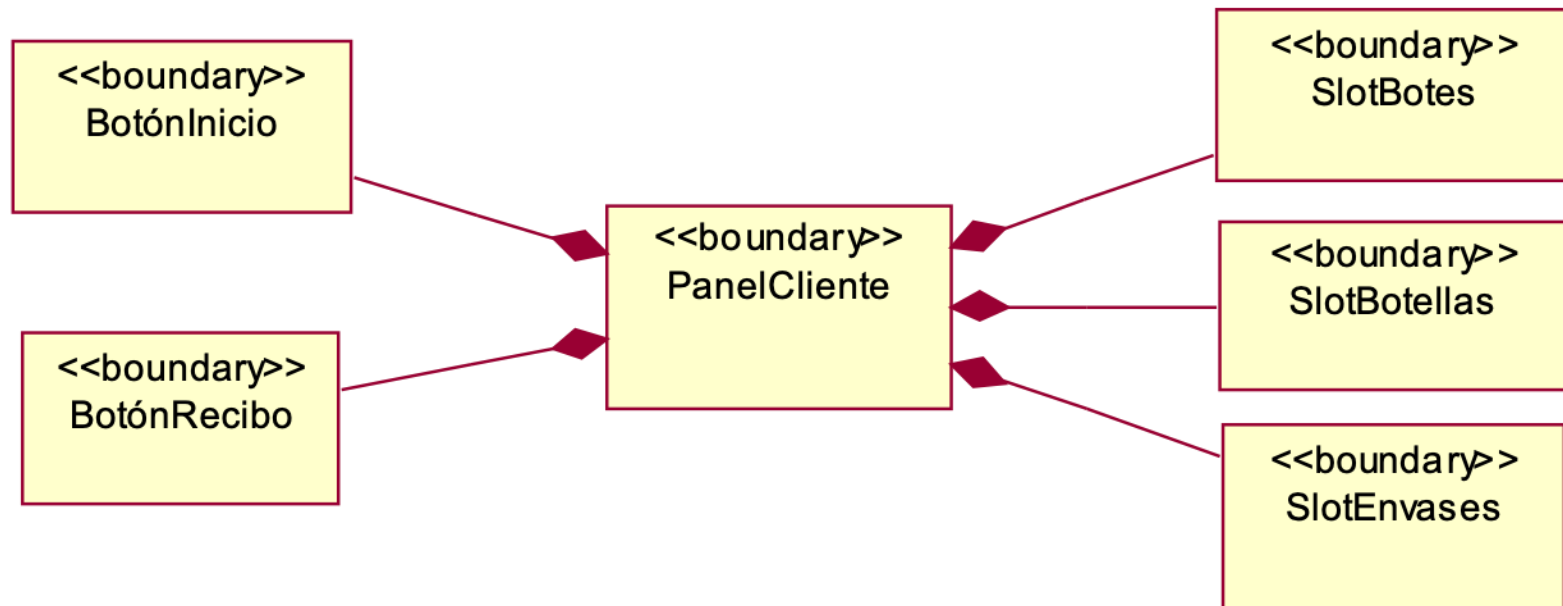 <<boundary>>
BotónInicio
<<boundary>>
BotónRecibo
<<boundary>>
PanelCliente
<<boundary>>
SlotBotes
<<boundary>>
SlotBotellas
<<boundary>>
SlotEnvases